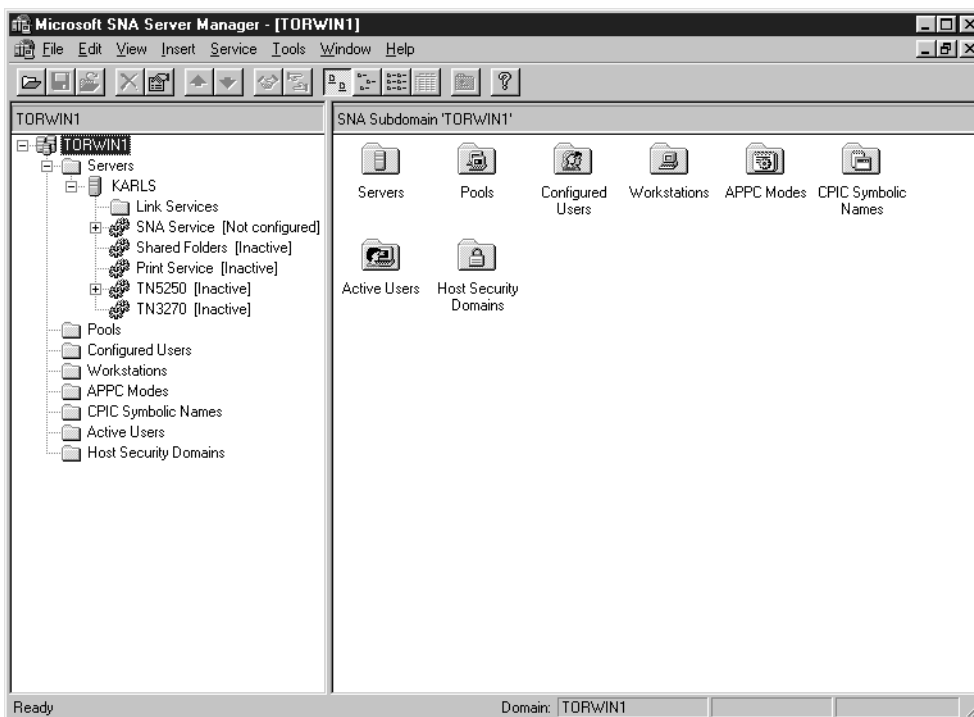 Microsoft SNA Server Manager - [TORWIN1]
File Edit View Insert Service Tools Window Help
TORWIN1
SNA Subdomain 'TORWIN1'
TORWIN1
Servers
KARLS
Link Services
SNA Service [Not configured]
Shared Folders [Inactive]
Print Service [Inactive]
TN5250 [Inactive]
TN3270 [Inactive]
Pools
Configured Users
Workstations
APPC Modes
CPIC Symbolic Names
Active Users
Host Security Domains
Servers
Pools
Configured
Users
Workstations
APPC Modes
CPIC Symbolic
Names
Active Users
Host Security
Domains
Ready
Domain: TORWIN1